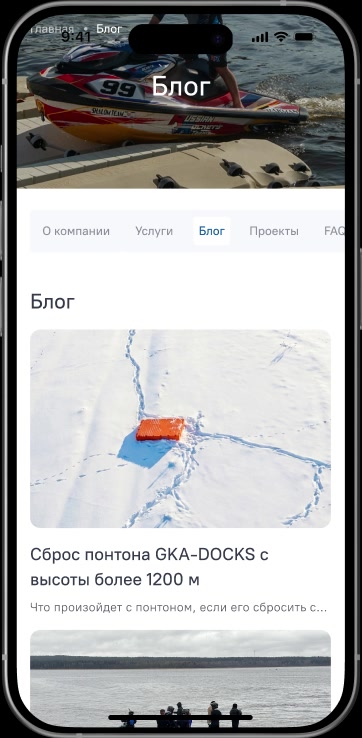 Главная • Блог
9:41
Блог
99
О компании Услуги Блог Проекты FAQ
Блог
Сброс понтона GKA-DOCKS с
высоты более 1200 м
Что произойдет с понтоном, если его сбросить с...